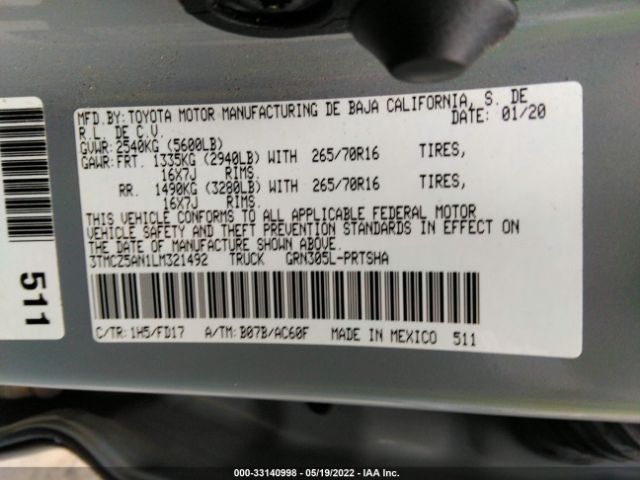 MFD.BY:TOYOTA MOTOR MANUFACTURING DE BAJA CALIFORNIA, S. DE
R.L. DE C.V. DATE: 01/20
GVWR: 2540KG (5600LB)
GAWR:FRT. 1335KG (2940LB) WITH 265/70R16 TIRES,
16X7J RIMS.
RR. 1490KG (3280LB) WITH 265/70R16 TIRES,
16X7J RIMS.
THIS VEHICLE CONFORMS TO ALL APPLICABLE FEDERAL MOTOR
VEHICLE SAFETY AND THEFT PREVENTION STANDARDS IN EFFECT ON
THE DATE OF MANUFACTURE SHOWN ABOVE.
3TMCZ5AN1LM321492 TRUCK GRN305L-PRTSHA
C/TR: 1H5/FD17 A/TM: B07B/AC60F MADE IN MEXICO 511
511
000-33140998 - 05/19/2022 - IAA Inc.